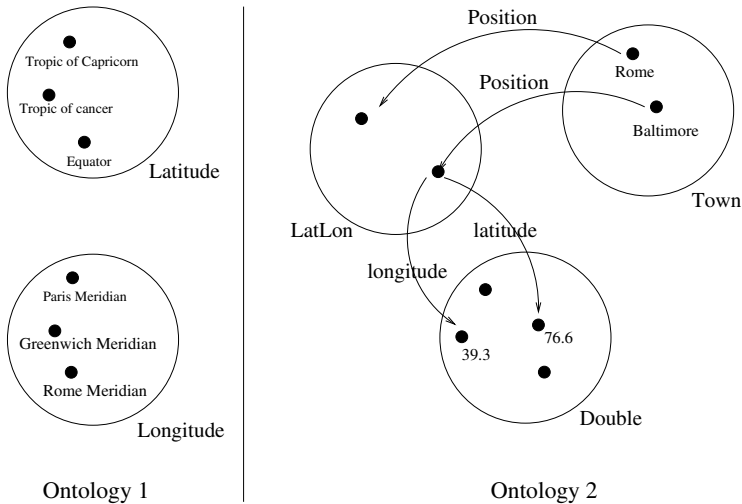 Tropic of Capricorn
Tropic of cancer
Equator
Latitude
Paris Meridian
Greenwich Meridian
Rome Meridian
Longitude
Ontology 1
Position
Rome
Position
Baltimore
Town
LatLon
latitude
longitude
76.6
39.3
Double
Ontology 2